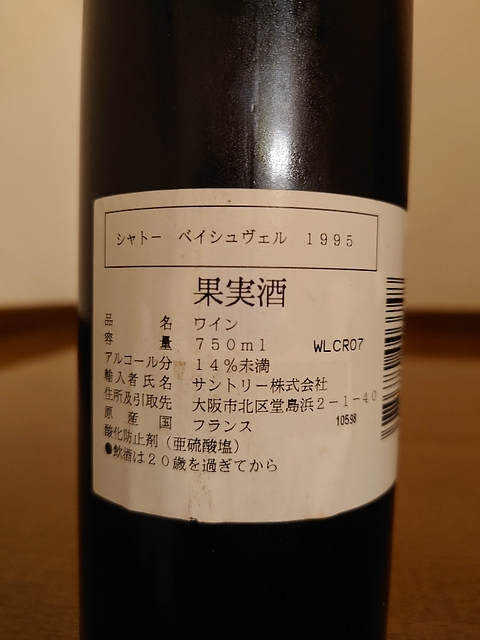 シャトー ベイシュヴェル 1995
果実酒
品名 ワイン
容量 750ml WLCR07
アルコール分 14%未満
輸入者氏名 サントリー株式会社
住所及引取先 大阪市北区堂島浜2-1-40
原産国 フランス 10598
酸化防止剤(亜硫酸塩)
●飲酒は20歳を過ぎてから